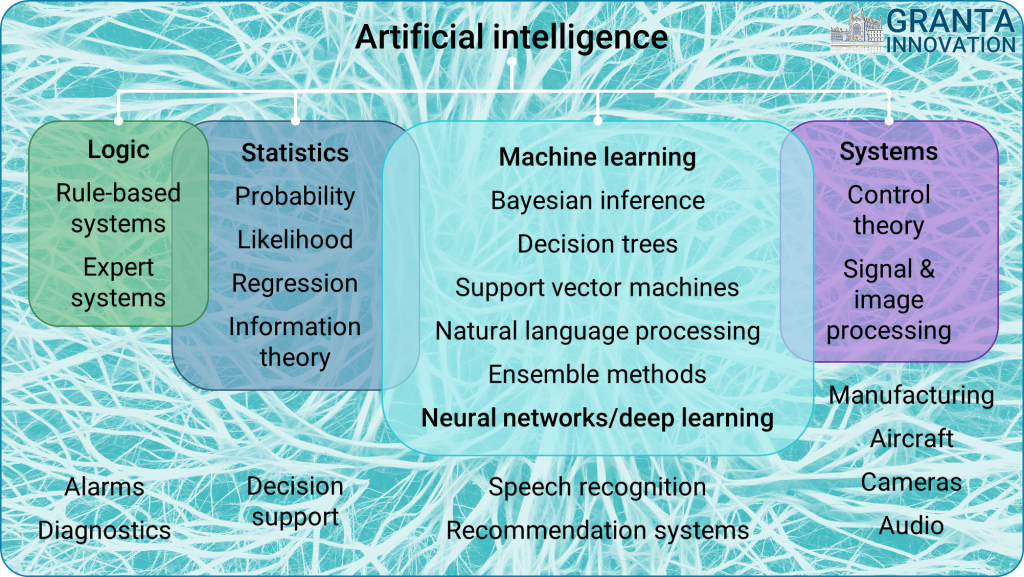 Artificial intelligence
GRANTA
INNOVATION
Logic
Rule-based
systems
Expert
systems
Statistics
Probability
Likelihood
Regression
Information
theory
Machine learning
Bayesian inference
Decision trees
Support vector machines
Natural language processing
Ensemble methods
Neural networks/deep learning
Systems
Control
theory
Signal &
image
processing
Alarms
Diagnostics
Decision
support
Speech recognition
Recommendation systems
Manufacturing
Aircraft
Cameras
Audio